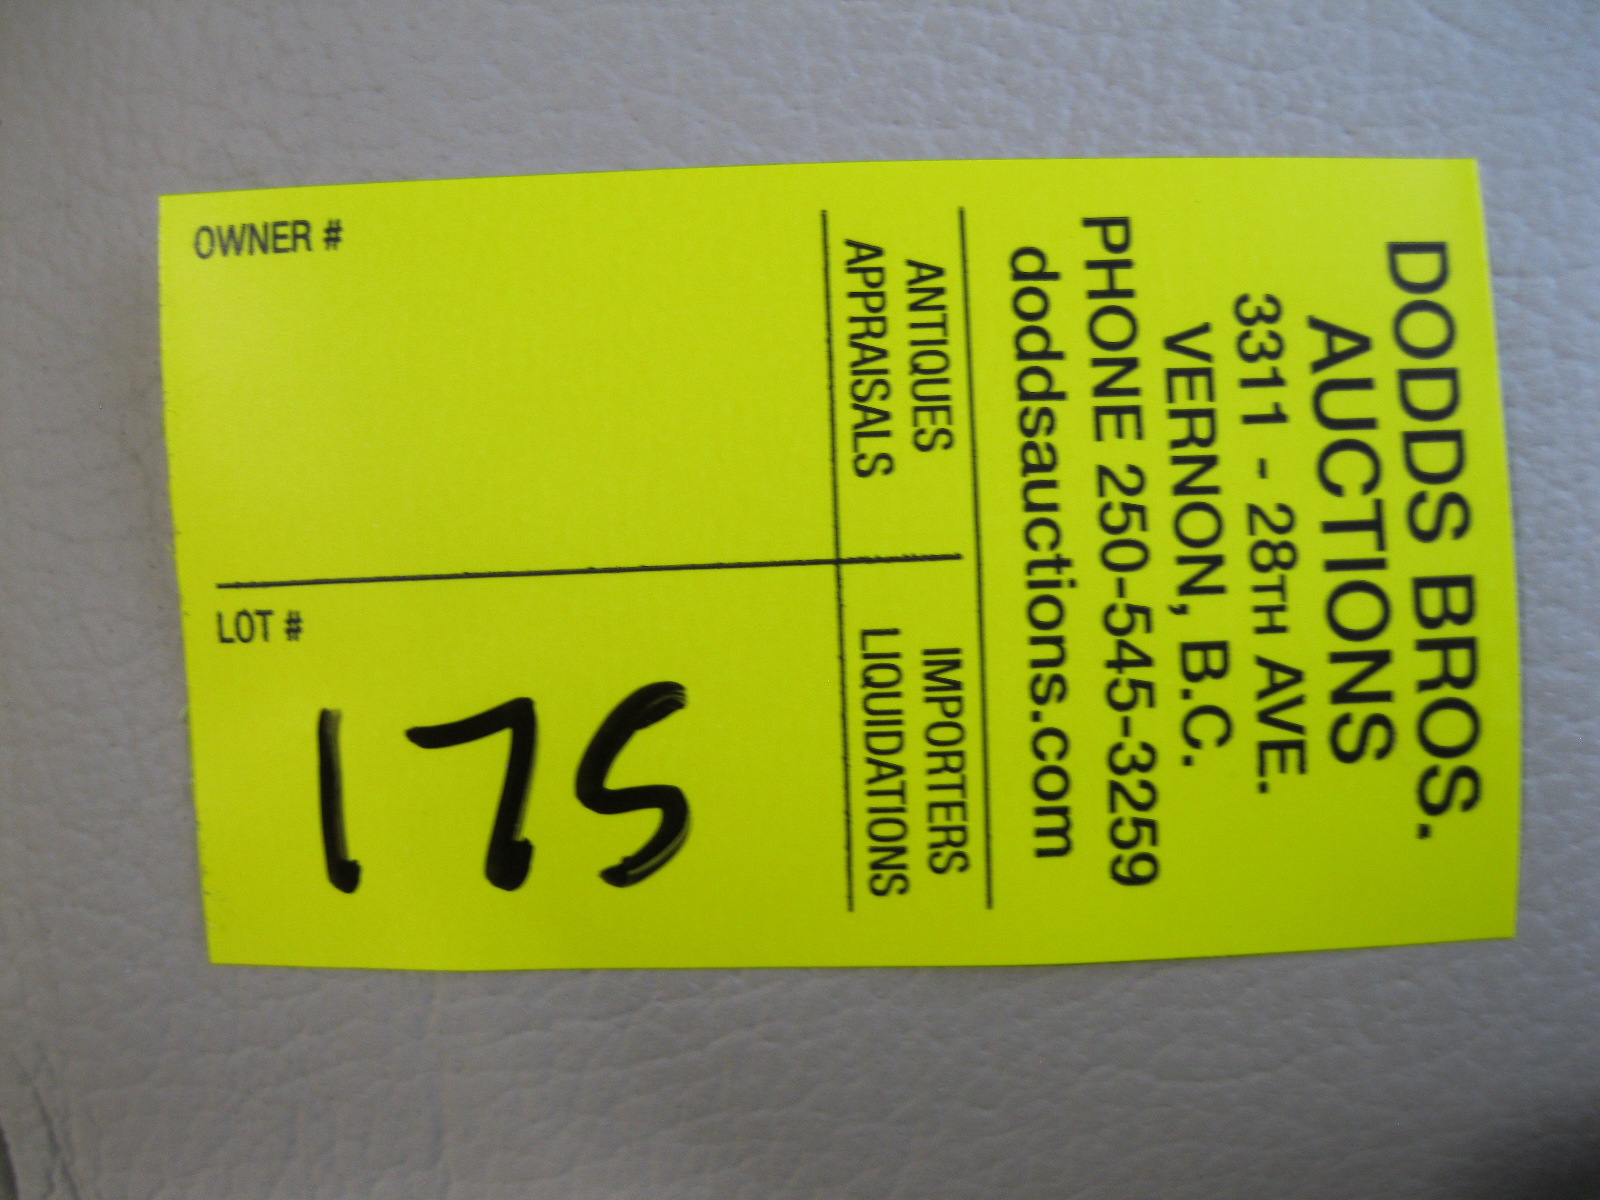 DODDS BROS.
AUCTIONS
3311 - 28TH AVE.
VERNON, B.C.
PHONE 250-545-3259
doddsauctions.com
ANTIQUES
APPRAISALS
IMPORTERS
LIQUIDATIONS
OWNER #
LOT #
175